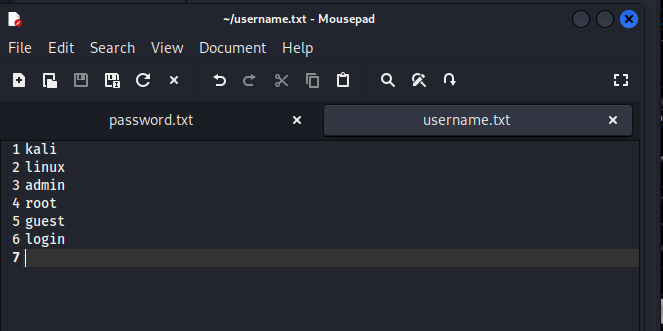 ~/username.txt - Mousepad
File Edit Search View Document Help
password.txt username.txt
1 kali
2 linux
3 admin
4 root
5 guest
6 login
7